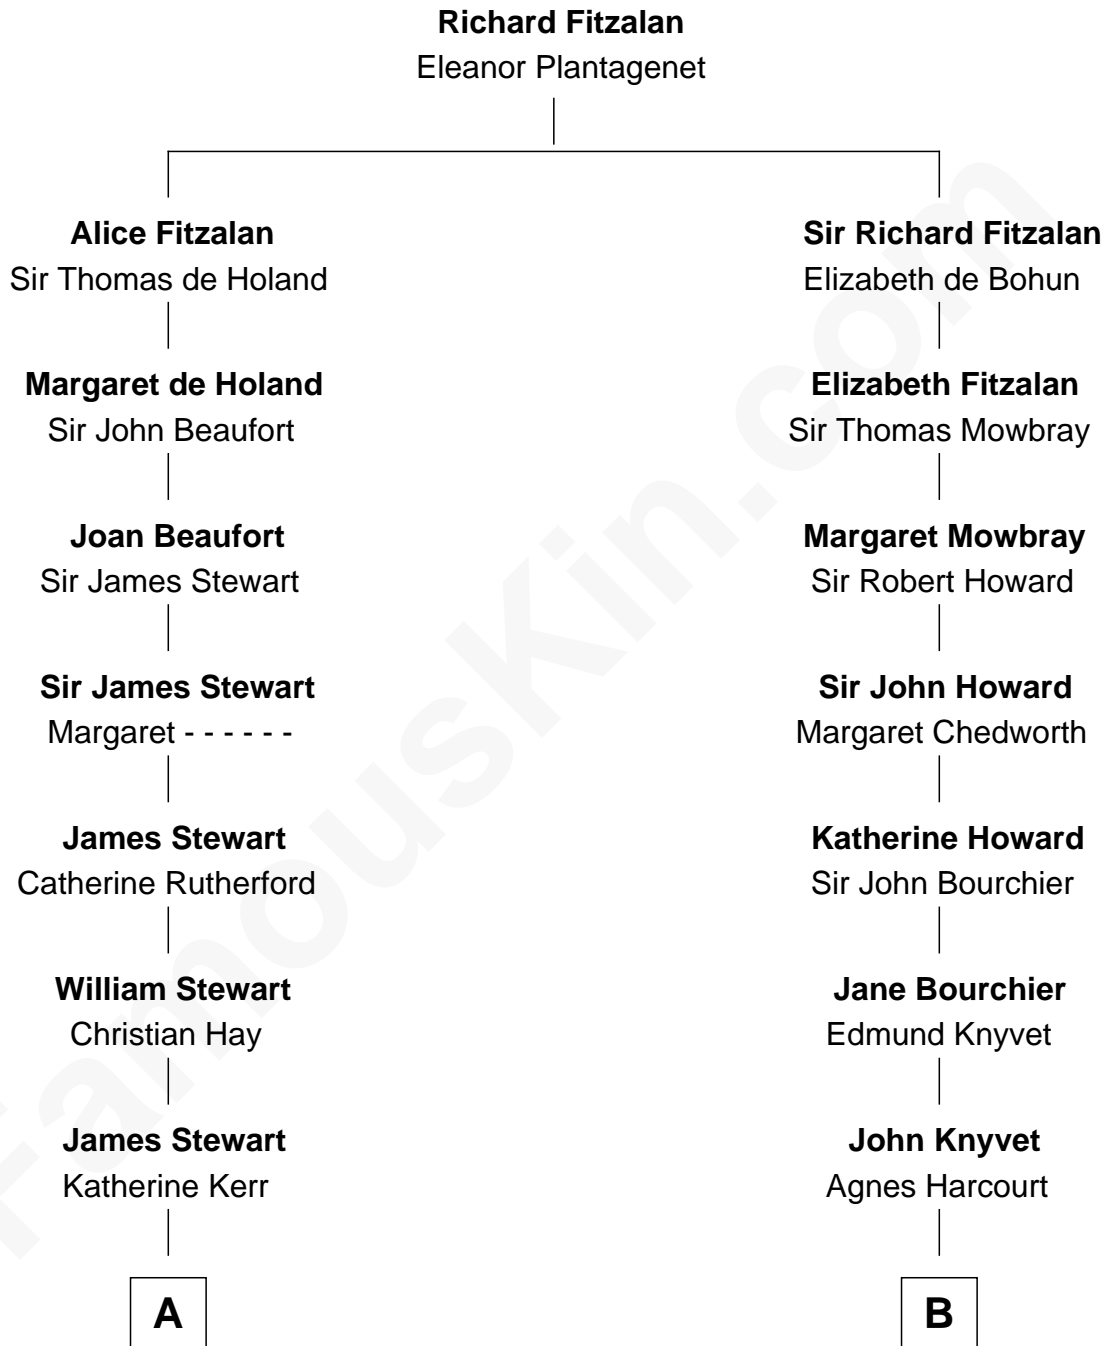 Richard Fitzalan
Eleanor Plantagenet
Alice Fitzalan
Sir Thomas de Holand
Margaret de Holand
Sir John Beaufort
Joan Beaufort
Sir James Stewart
Sir James Stewart
Margaret - - - - - -
James Stewart
Catherine Rutherford
William Stewart
Christian Hay
James Stewart
Katherine Kerr
A
Sir Richard Fitzalan
Elizabeth de Bohun
Elizabeth Fitzalan
Sir Thomas Mowbray
Margaret Mowbray
Sir Robert Howard
Sir John Howard
Margaret Chedworth
Katherine Howard
Sir John Bourchier
Jane Bourchier
Edmund Knyvet
John Knyvet
Agnes Harcourt
B
FamousKin.com